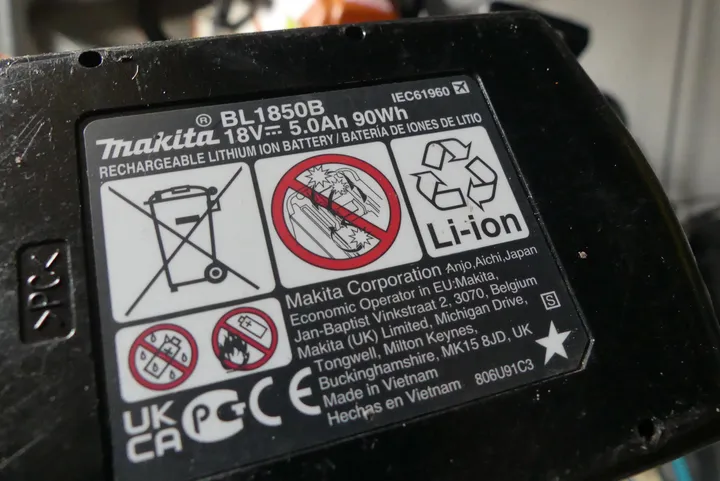 makita® BL1850B IEC61960
18V⎓ 5.0Ah 90Wh
RECHARGEABLE LITHIUM ION BATTERY / BATERÍA DE IONES DE LITIO
Li-ion
>PC<
Makita Corporation Anjo,Aichi,Japan
Economic Operator in EU:Makita,
Jan-Baptist Vinkstraat 2, 3070, Belgium
Makita (UK) Limited, Michigan Drive,
Tongwell, Milton Keynes,
Buckinghamshire, MK15 8JD, UK
Made in Vietnam
Hechas en Vietnam 806U91C3
S
UK
CA
CE